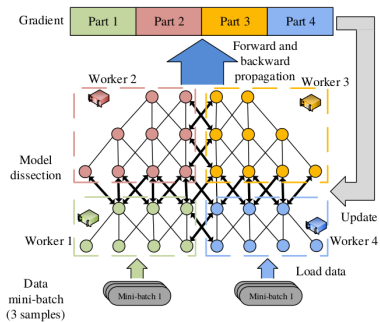 Gradient
Part 1
Part 2
Part 3
Part 4
Forward and
backward
propagation
Worker 2
Worker 3
Model
dissection
Update
Worker 1
Worker 4
Data
mini-batch
(3 samples)
Load data
Mini-batch 1
Mini-batch 1